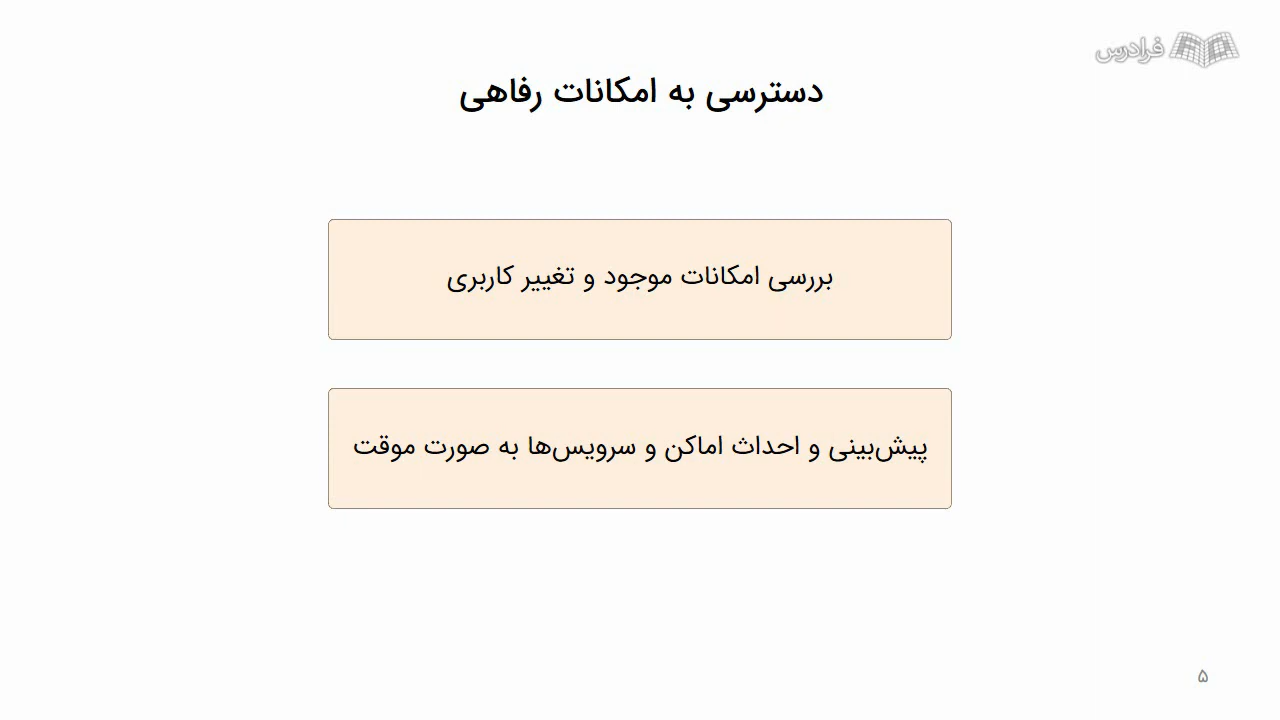 فرادرس
دسترسی به امکانات رفاهی
بررسی امکانات موجود و تغییر کاربری
پیش‌بینی و احداث اماکن و سرویس‌ها به صورت موقت
۵